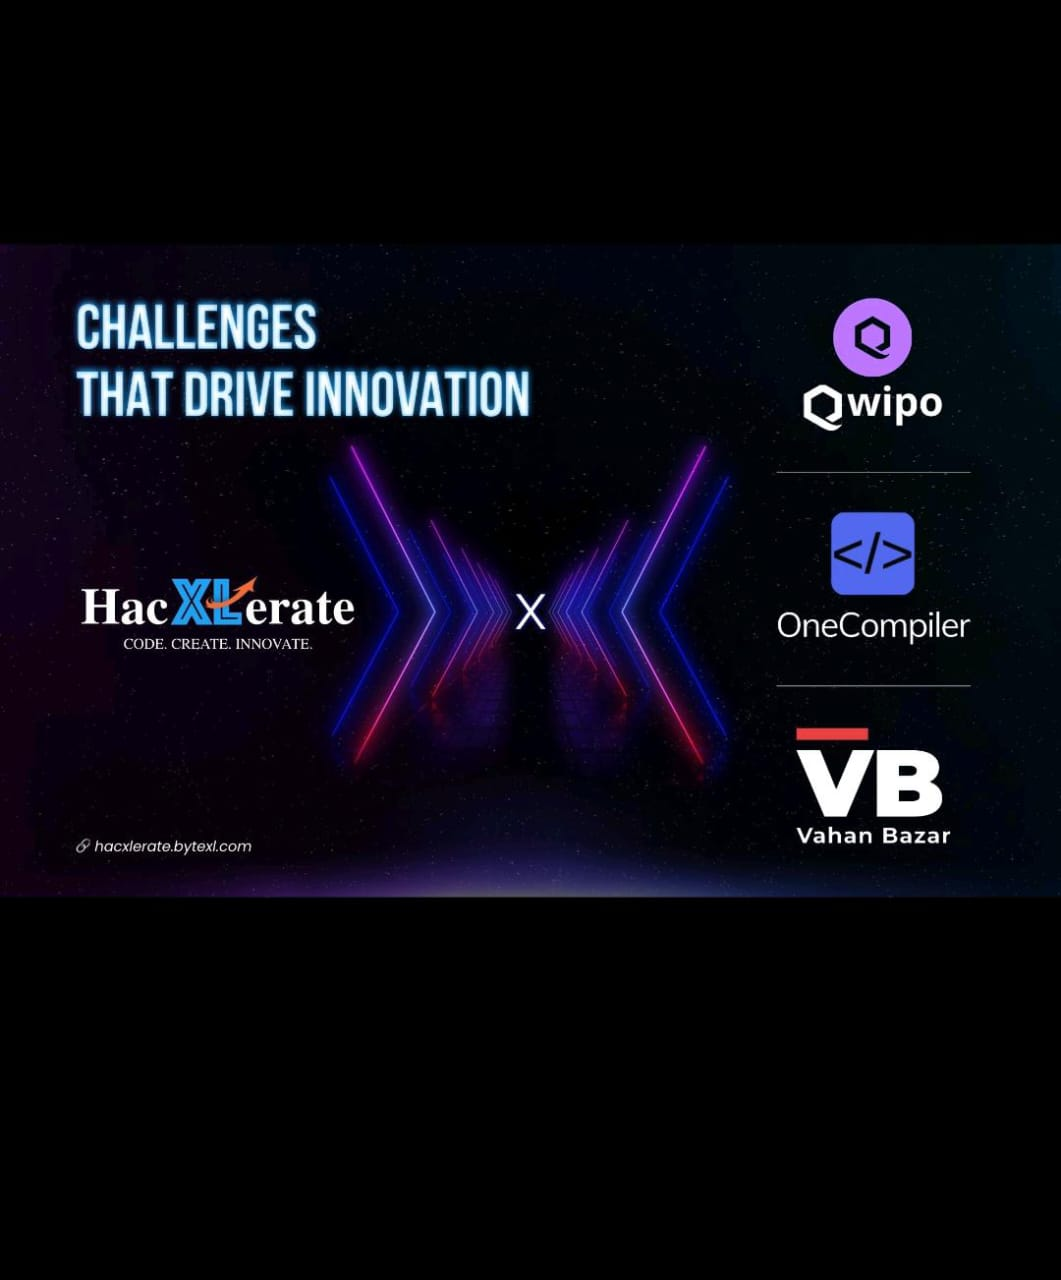 CHALLENGES
THAT DRIVE INNOVATION
HacXLerate
CODE. CREATE. INNOVATE.
X
hacxlerate.bytexl.com
Qwipo
</>
OneCompiler
VB
Vahan Bazar